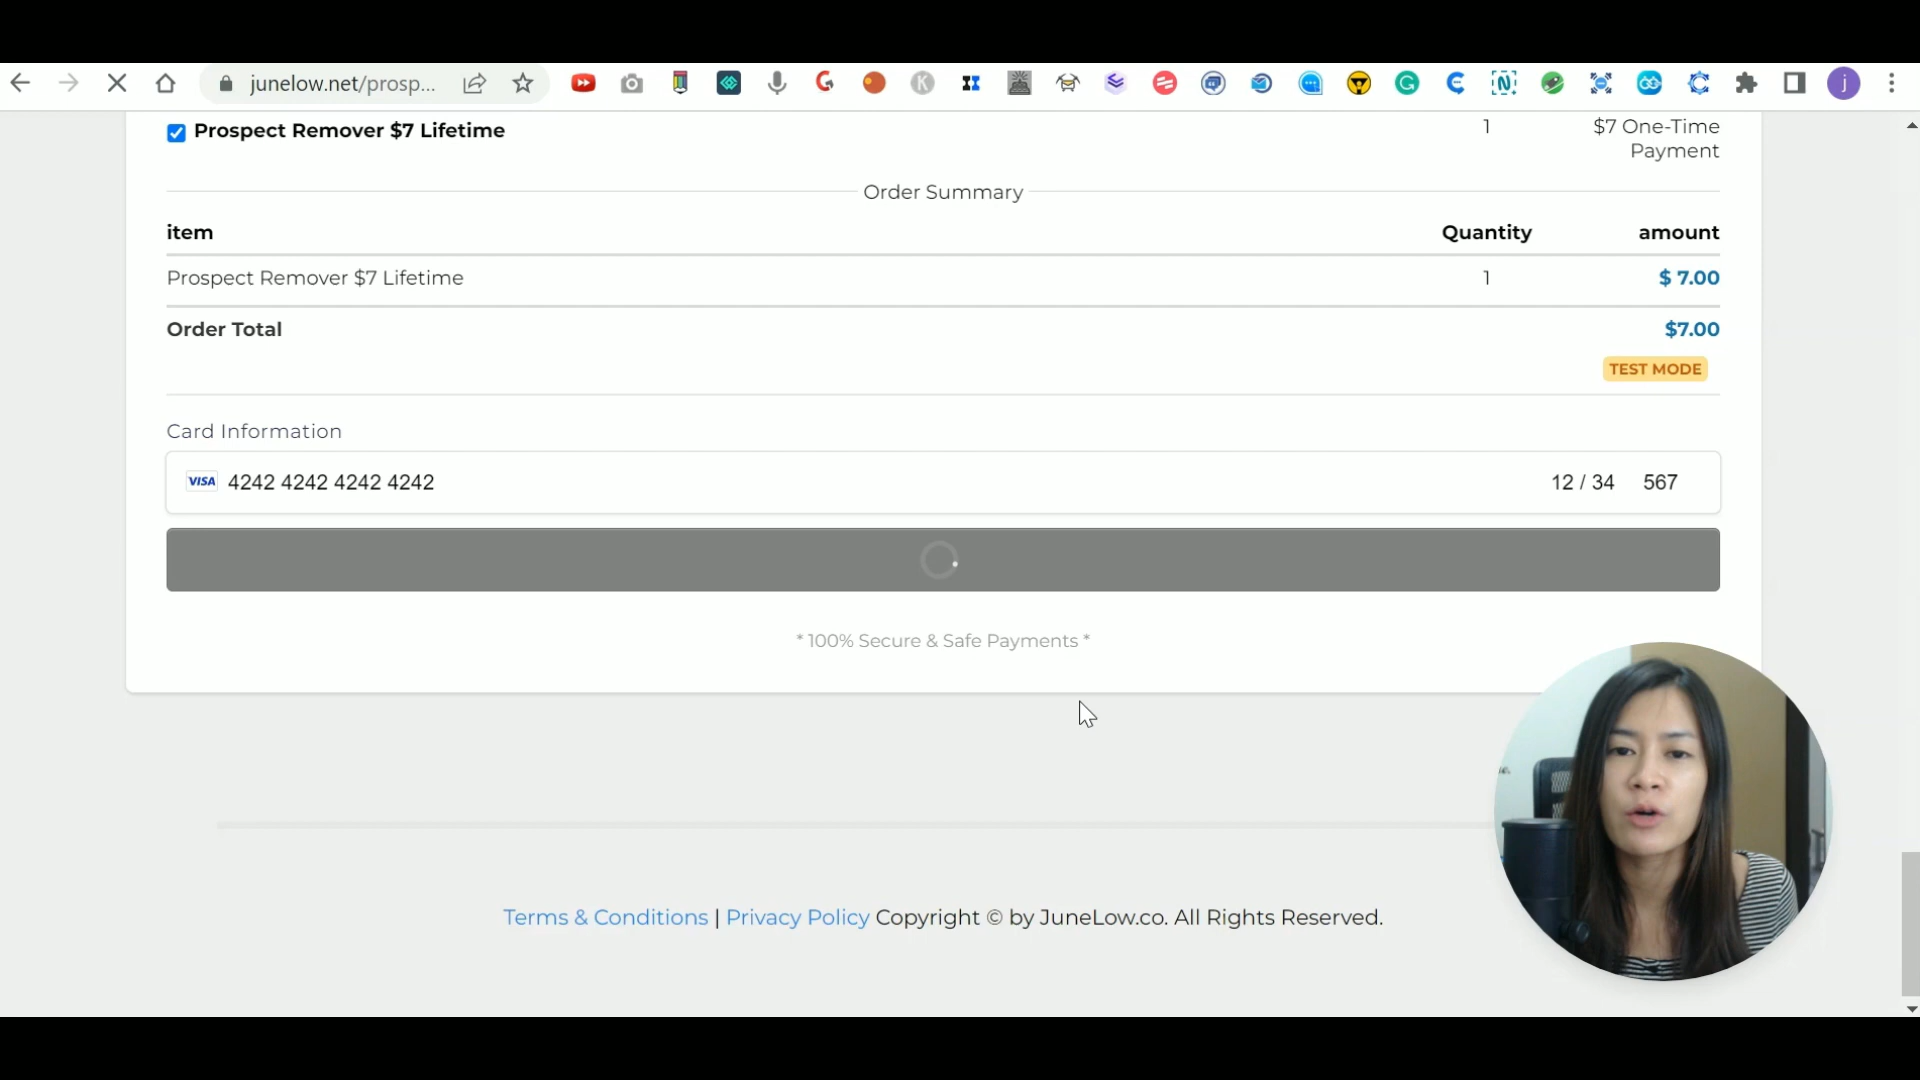 junelow.net/prosp...
j
Prospect Remover $7 Lifetime 1 $7 One-Time
Payment
Order Summary
item Quantity amount
Prospect Remover $7 Lifetime 1 $ 7.00
Order Total $7.00
TEST MODE
Card Information
VISA 4242 4242 4242 4242 12 / 34 567
* 100% Secure & Safe Payments *
Terms & Conditions | Privacy Policy Copyright © by JuneLow.co. All Rights Reserved.